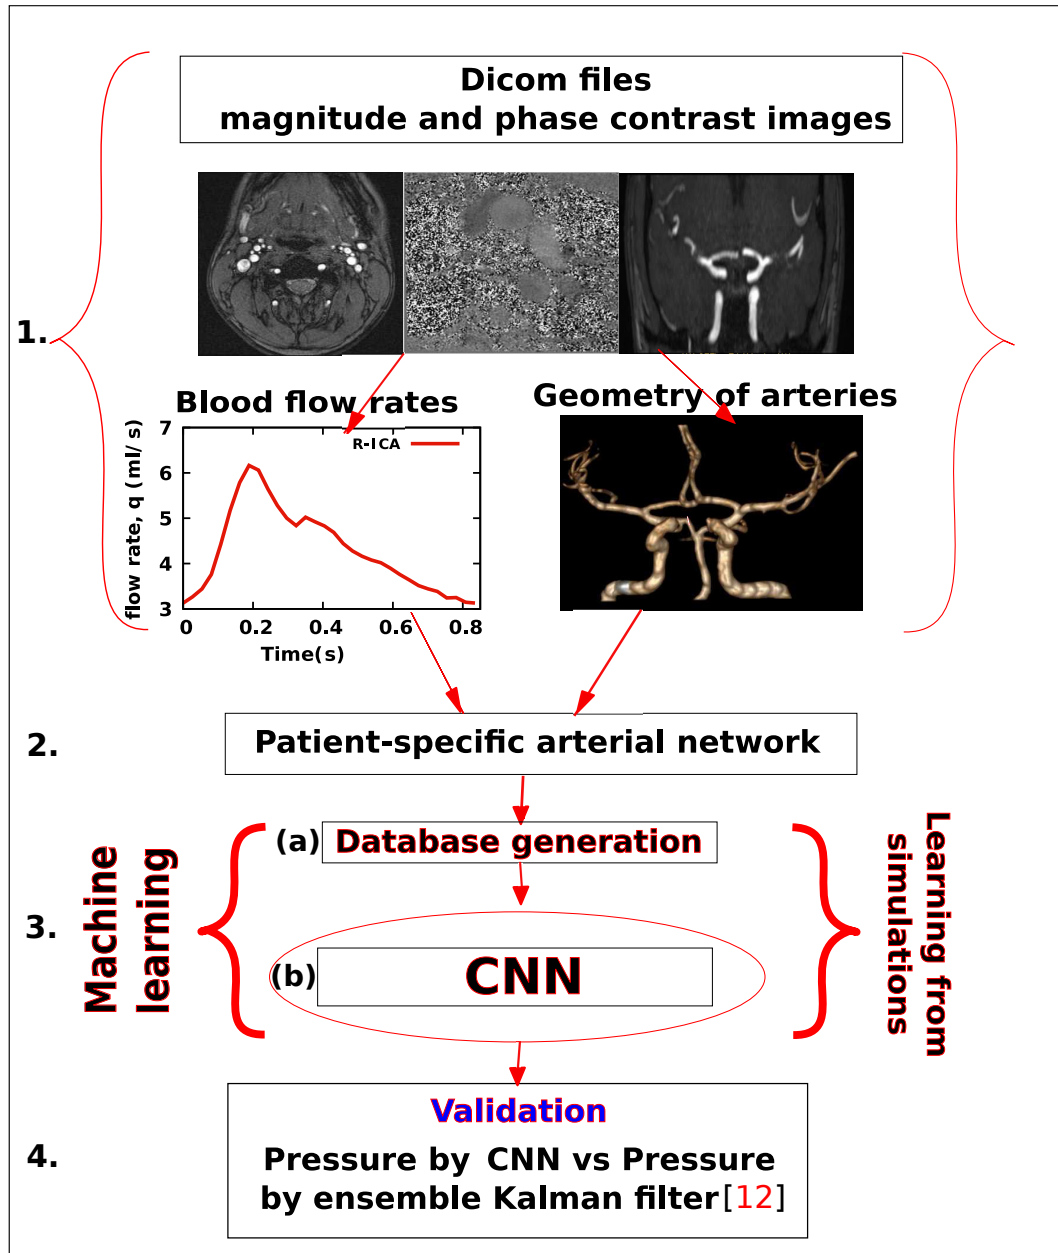 Dicom files
magnitude and phase contrast images
1.
Blood flow rates
Geometry of arteries
flow rate, q (ml/ s)
7
6
5
4
3
R-ICA
0 0.2 0.4 0.6 0.8
Time(s)
2.
Patient-specific arterial network
3.
Machine
learning
(a) Database generation
(b) CNN
Learning from
simulations
4.
Validation
Pressure by CNN vs Pressure
by ensemble Kalman filter[12]